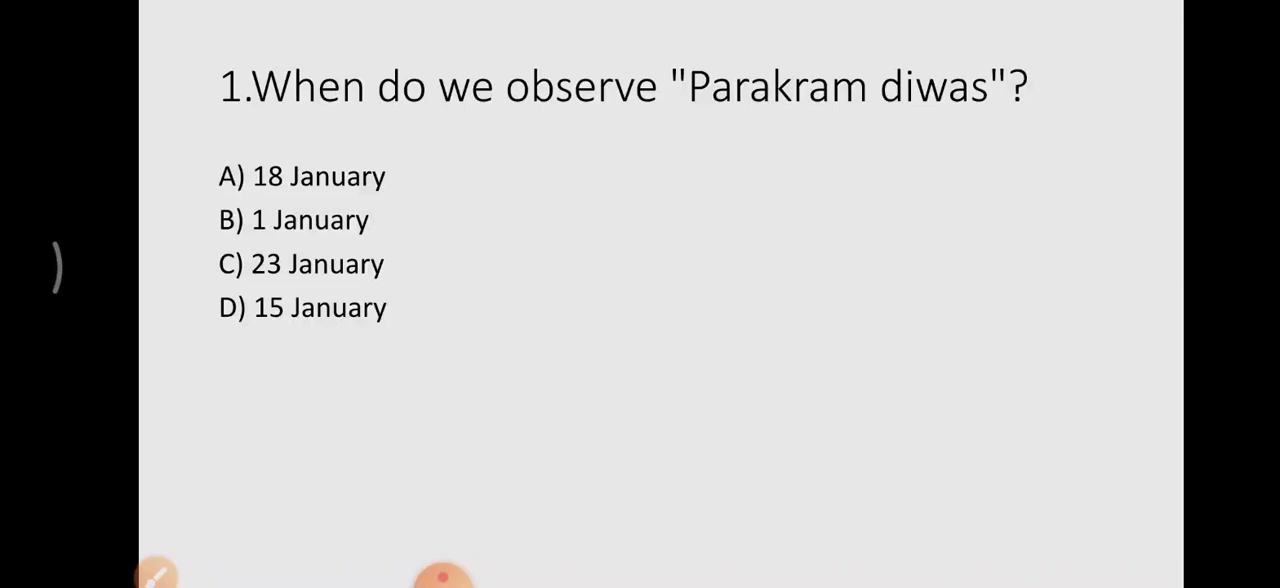 1.When do we observe "Parakram diwas"?
A) 18 January
B) 1 January
C) 23 January
D) 15 January